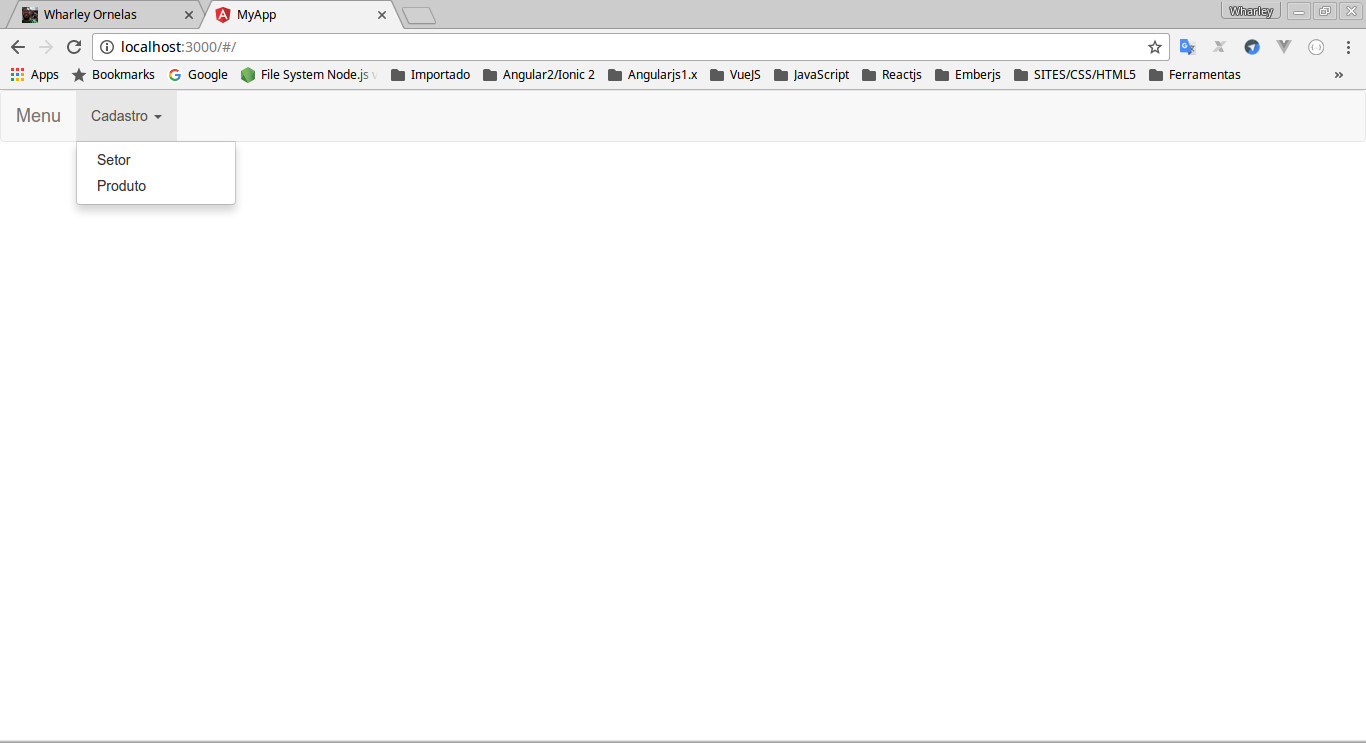 Wharley Ornelas MyApp Wharley
localhost:3000/#/
Apps Bookmarks Google File System Node.js Importado Angular2/Ionic 2 Angularjs1.x VueJS JavaScript Reactjs Emberjs SITES/CSS/HTML5 Ferramentas »
Menu Cadastro
Setor
Produto